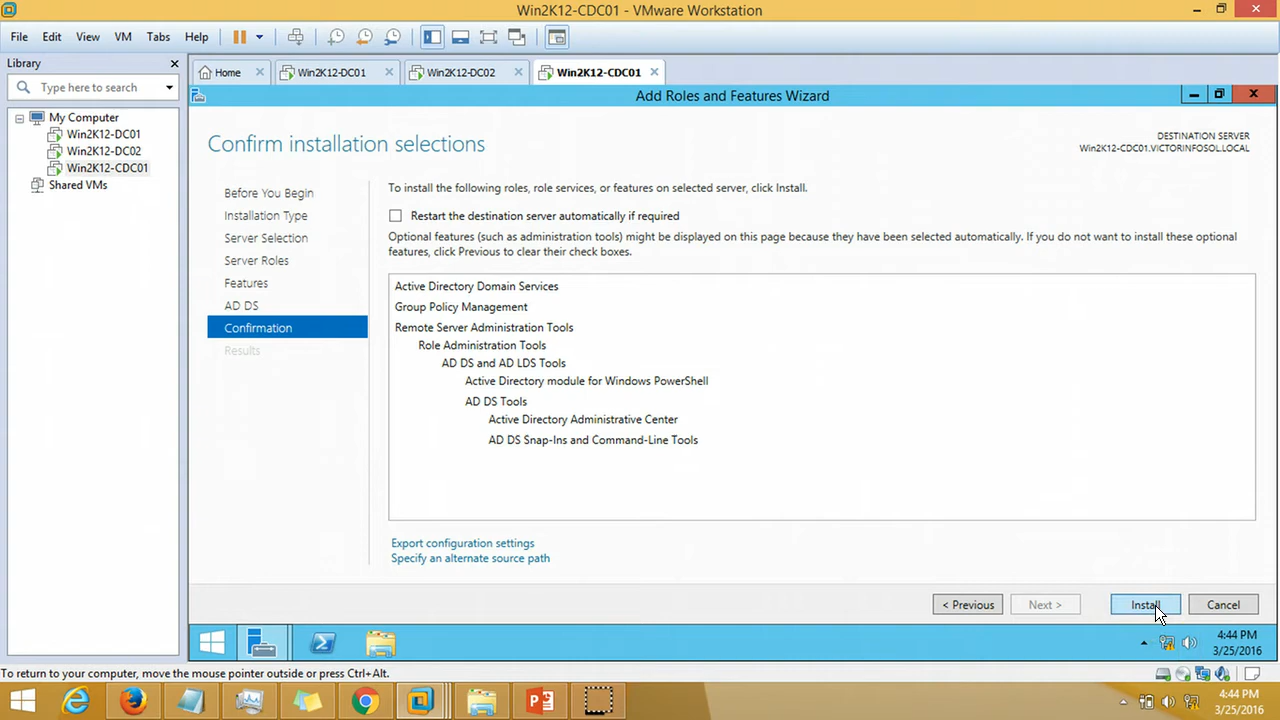 Win2K12-CDC01 - VMware Workstation
File Edit View VM Tabs Help
Library
Type here to search
My Computer
Win2K12-DC01
Win2K12-DC02
Win2K12-CDC01
Shared VMs
Home Win2K12-DC01 Win2K12-DC02 Win2K12-CDC01
Add Roles and Features Wizard
Confirm installation selections
DESTINATION SERVER
Win2K12-CDC01.VICTORINFOSOL.LOCAL
Before You Begin
Installation Type
Server Selection
Server Roles
Features
AD DS
Confirmation
Results
To install the following roles, role services, or features on selected server, click Install.
Restart the destination server automatically if required
Optional features (such as administration tools) might be displayed on this page because they have been selected automatically. If you do not want to install these optional
features, click Previous to clear their check boxes.
Active Directory Domain Services
Group Policy Management
Remote Server Administration Tools
Role Administration Tools
AD DS and AD LDS Tools
Active Directory module for Windows PowerShell
AD DS Tools
Active Directory Administrative Center
AD DS Snap-Ins and Command-Line Tools
Export configuration settings
Specify an alternate source path
< Previous Next > Install Cancel
4:44 PM
3/25/2016
To return to your computer, move the mouse pointer outside or press Ctrl+Alt.
4:44 PM
3/25/2016